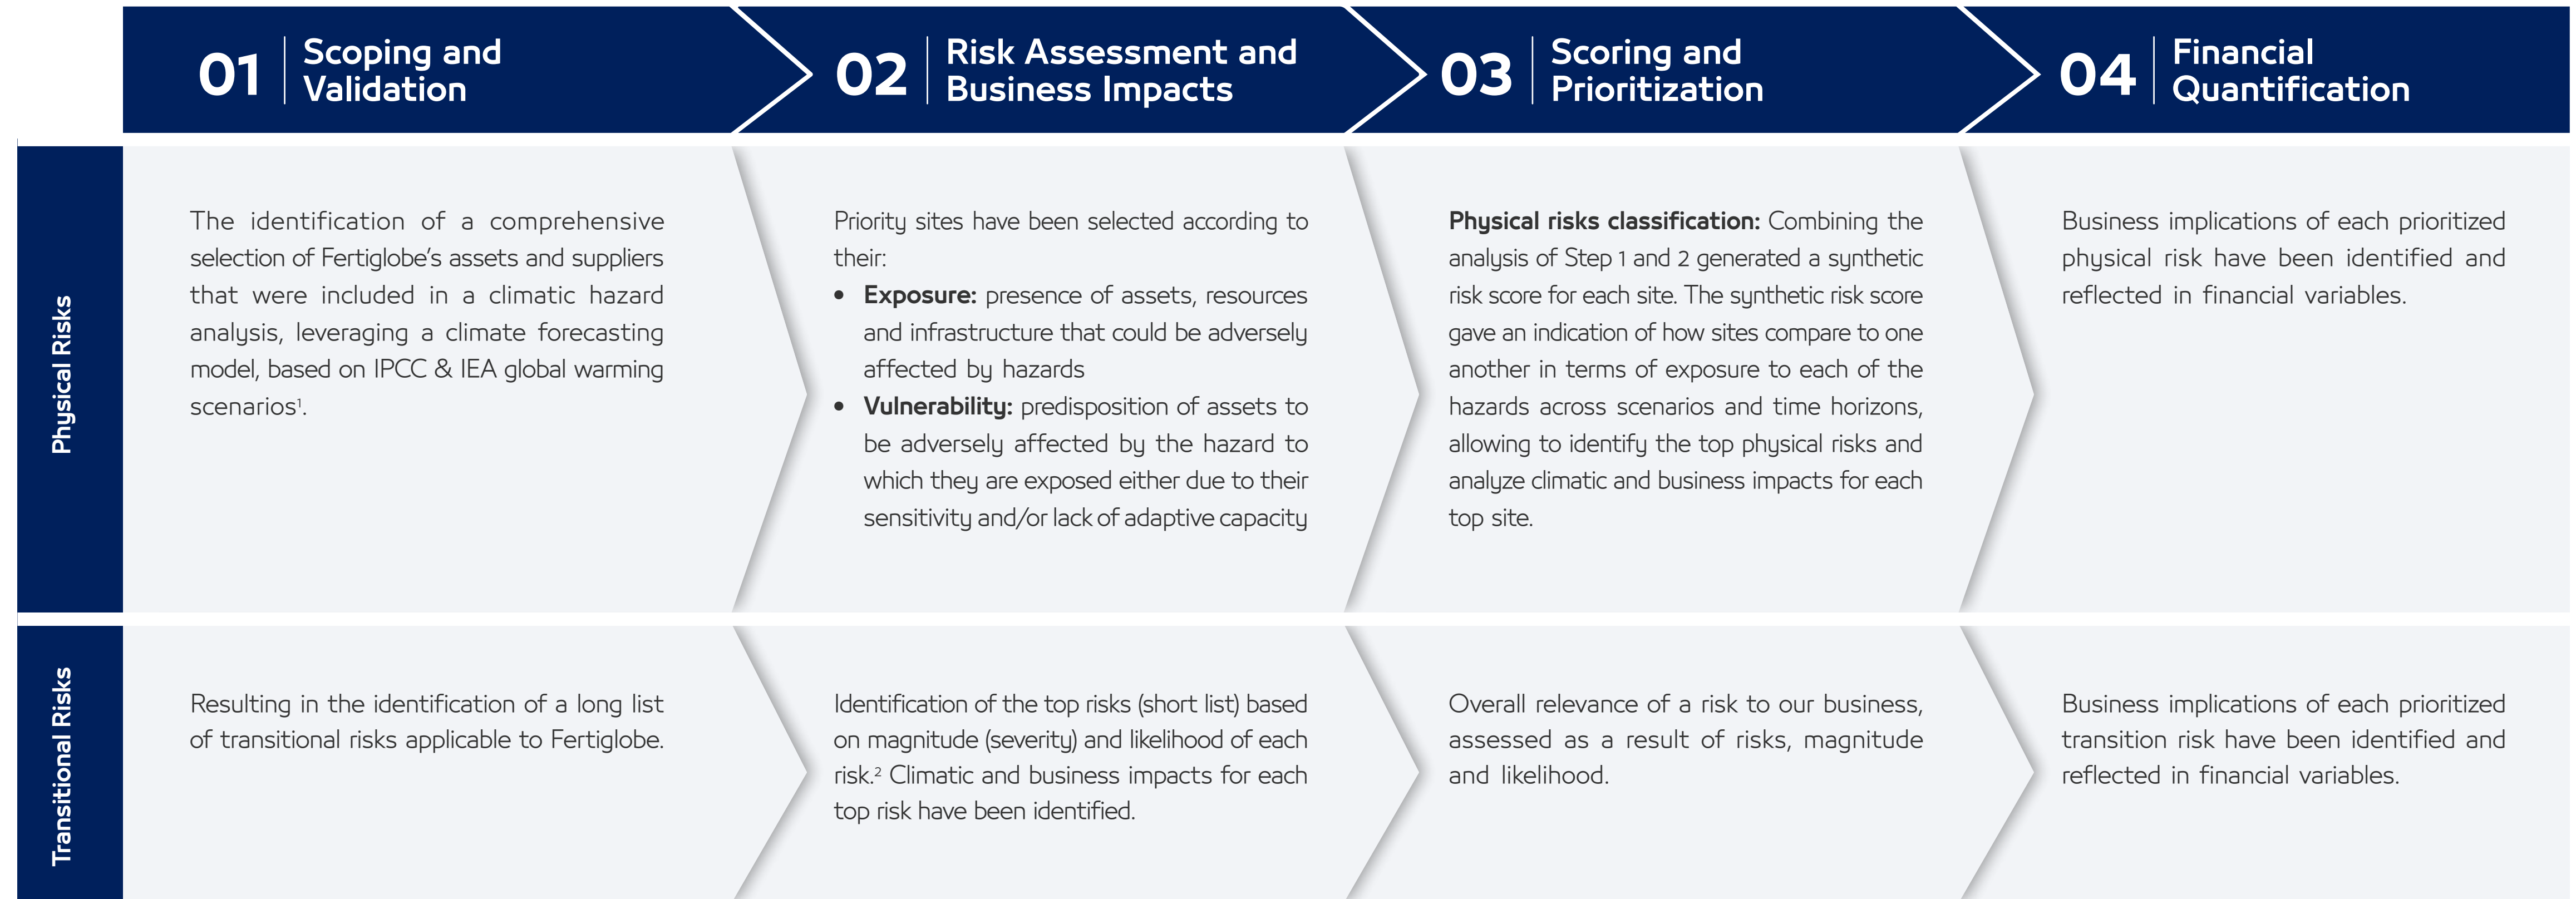 01
Scoping and
Validation
02
Risk Assessment and
Business Impacts
03
Scoring and
Prioritization
04
Financial
Quantification
Physical Risks
The identification of a comprehensive
selection of Fertiglobe’s assets and suppliers
that were included in a climatic hazard
analysis, leveraging a climate forecasting
model, based on IPCC & IEA global warming
scenarios¹.
Priority sites have been selected according to
their:
• Exposure: presence of assets, resources
and infrastructure that could be adversely
affected by hazards
• Vulnerability: predisposition of assets to
be adversely affected by the hazard to
which they are exposed either due to their
sensitivity and/or lack of adaptive capacity
Physical risks classification: Combining the
analysis of Step 1 and 2 generated a synthetic
risk score for each site. The synthetic risk score
gave an indication of how sites compare to one
another in terms of exposure to each of the
hazards across scenarios and time horizons,
allowing to identify the top physical risks and
analyze climatic and business impacts for each
top site.
Business implications of each prioritized
physical risk have been identified and
reflected in financial variables.
Transitional Risks
Resulting in the identification of a long list
of transitional risks applicable to Fertiglobe.
Identification of the top risks (short list) based
on magnitude (severity) and likelihood of each
risk.² Climatic and business impacts for each
top risk have been identified.
Overall relevance of a risk to our business,
assessed as a result of risks, magnitude
and likelihood.
Business implications of each prioritized
transition risk have been identified and
reflected in financial variables.